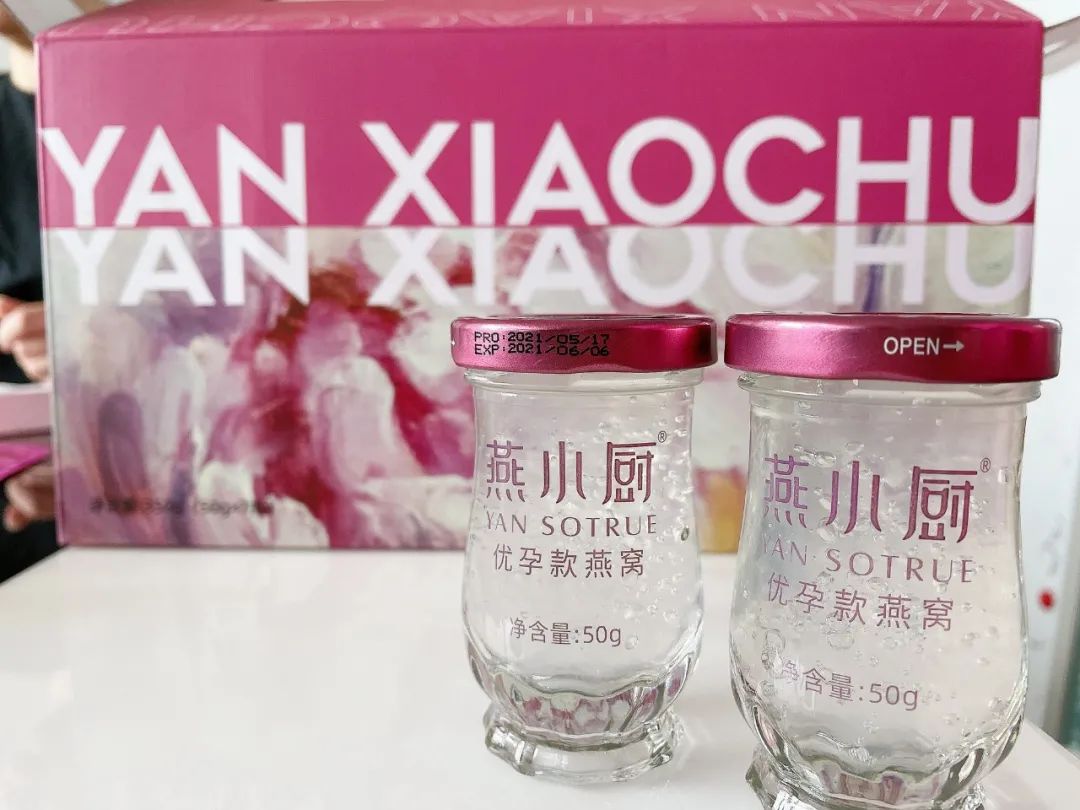 YAN XIAOCHU
YAN XIAOCHU
PRO:2021/05/17
EXP:2021/06/06
燕小厨®
YAN SOTRUE
优孕款燕窝
净含量:50g
OPEN→
燕小厨®
YAN SOTRUE
优孕款燕窝
净含量:50g